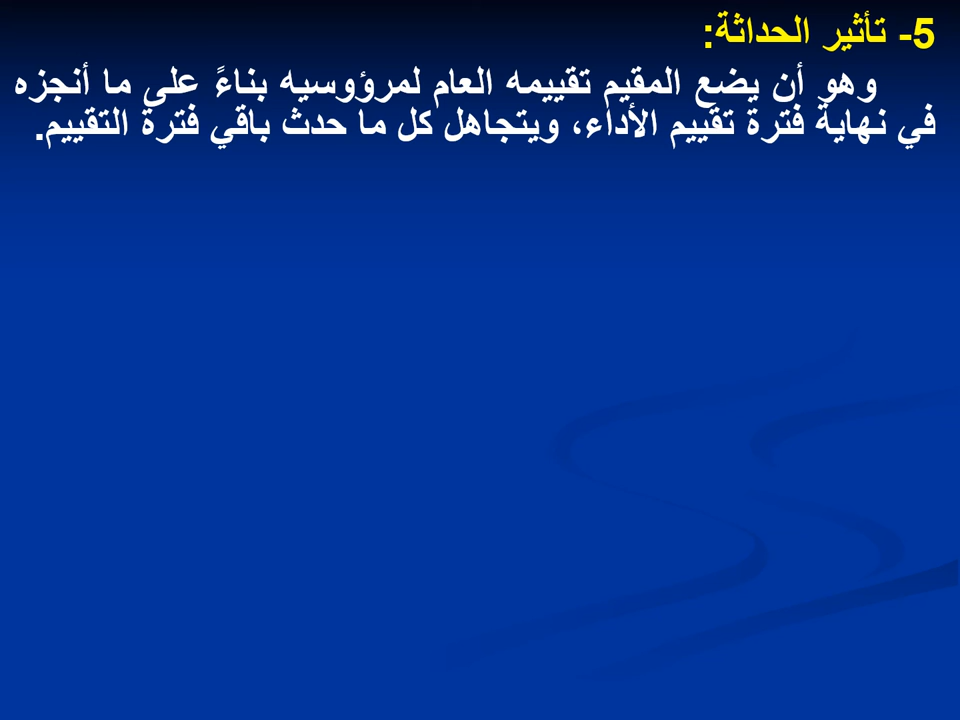 5- تأثير الحداثة:
وهو أن يضع المقيم تقييمه العام لمرؤوسيه بناءً على ما أنجزه
في نهاية فترة تقييم الأداء، ويتجاهل كل ما حدث باقي فترة التقييم.